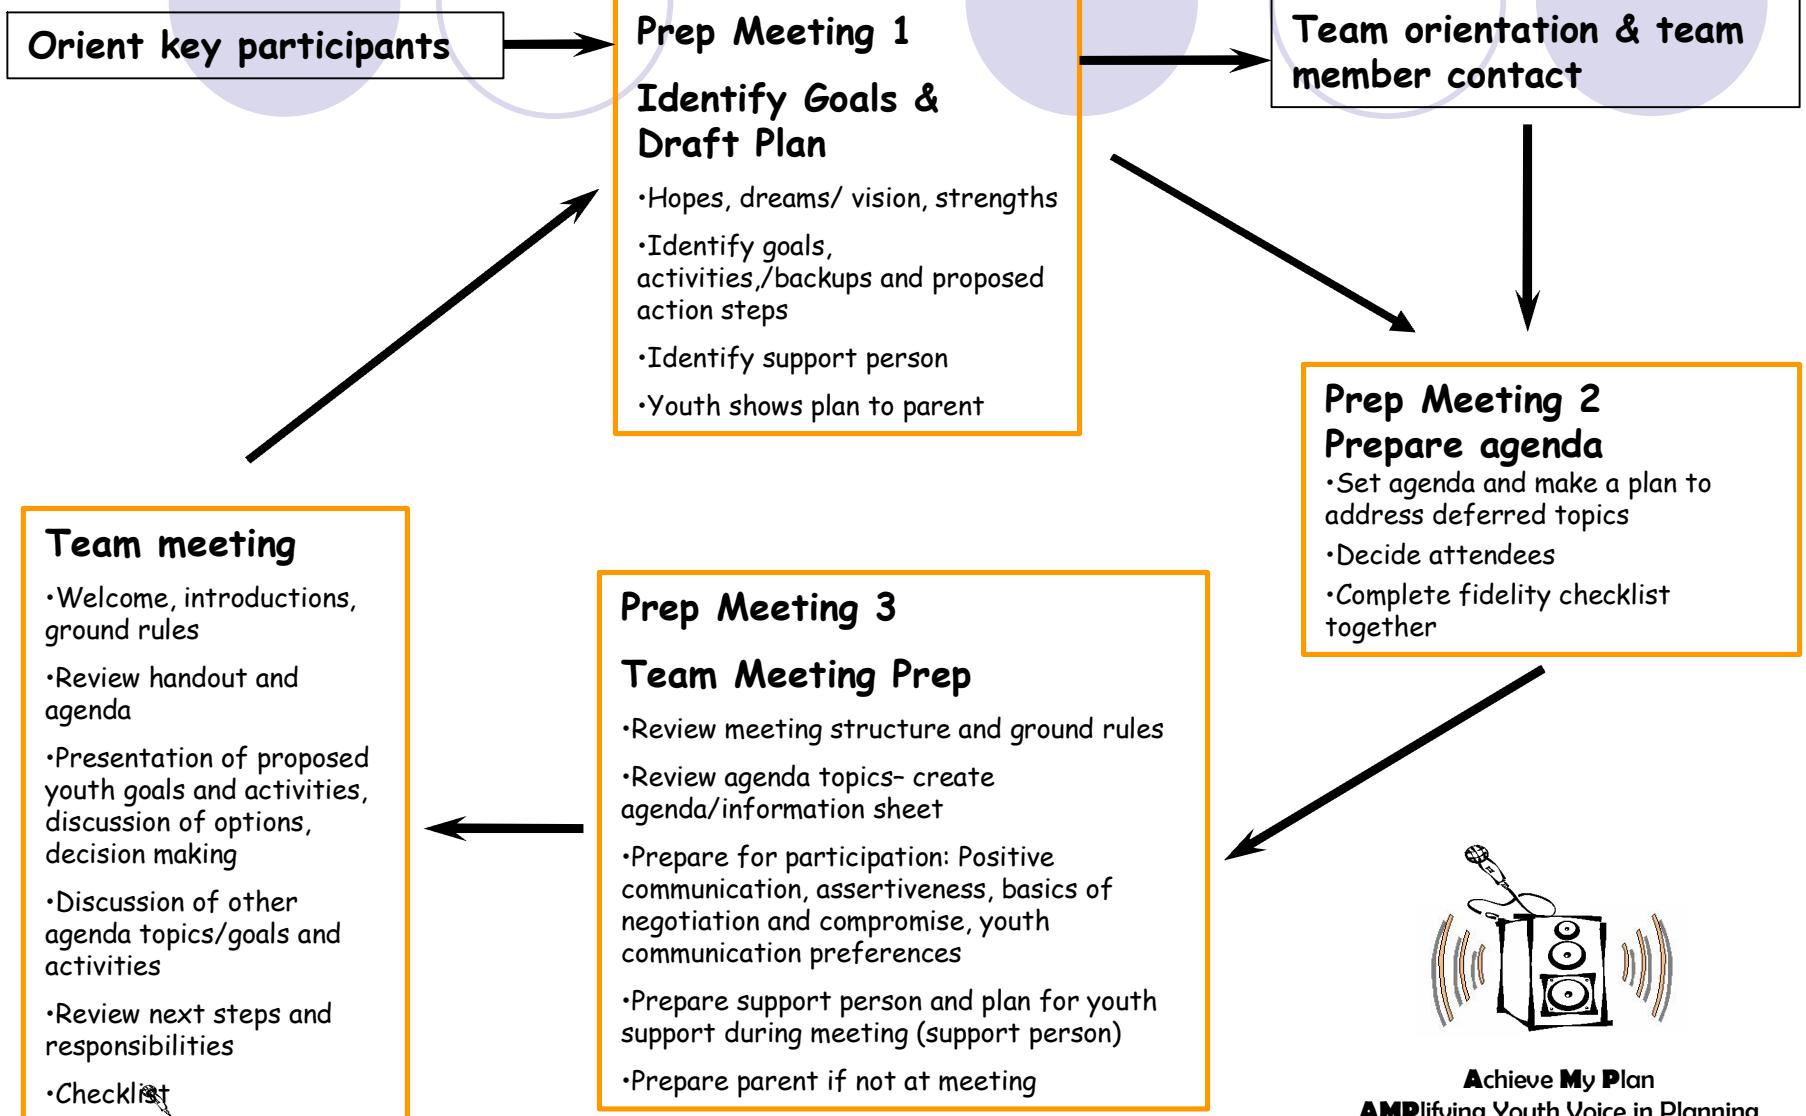 Orient key participants
Prep Meeting 1
Identify Goals &
Draft Plan
•Hopes, dreams/ vision, strengths
•Identify goals,
activities,/backups and proposed
action steps
•Identify support person
•Youth shows plan to parent
Team orientation & team
member contact
Prep Meeting 2
Prepare agenda
•Set agenda and make a plan to
address deferred topics
•Decide attendees
•Complete fidelity checklist
together
Prep Meeting 3
Team Meeting Prep
•Review meeting structure and ground rules
•Review agenda topics– create
agenda/information sheet
•Prepare for participation: Positive
communication, assertiveness, basics of
negotiation and compromise, youth
communication preferences
•Prepare support person and plan for youth
support during meeting (support person)
•Prepare parent if not at meeting
Team meeting
•Welcome, introductions,
ground rules
•Review handout and
agenda
•Presentation of proposed
youth goals and activities,
discussion of options,
decision making
•Discussion of other
agenda topics/goals and
activities
•Review next steps and
responsibilities
•Checklist
Achieve My Plan
AMPlifying Youth Voice in Planning